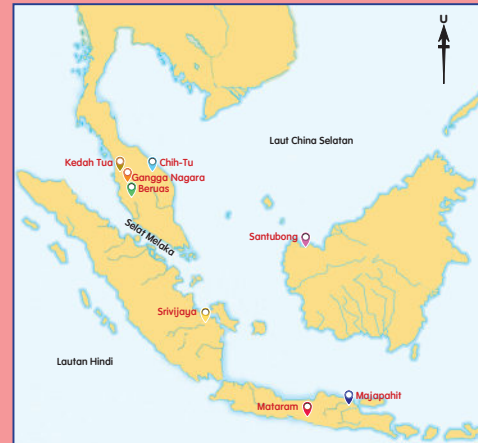 U
Laut China Selatan
Kedah Tua
Chih-Tu
Gangga Nagara
Beruas
Selat Melaka
Santubong
Srivijaya
Lautan Hindi
Mataram
Majapahit